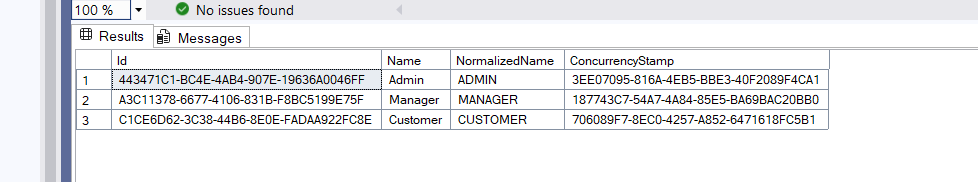 100 %
No issues found
Results
Messages
Id Name NormalizedName ConcurrencyStamp
1 443471C1-BC4E-4AB4-907E-19636A0046FF Admin ADMIN 3EE07095-816A-4EB5-BBE3-40F2089F4CA1
2 A3C11378-6677-4106-831B-F8BC5199E75F Manager MANAGER 187743C7-54A7-4A84-85E5-BA69BAC20BB0
3 C1CE6D62-3C38-44B6-8E0E-FADAA922FC8E Customer CUSTOMER 706089F7-8EC0-4257-A852-6471618FC5B1